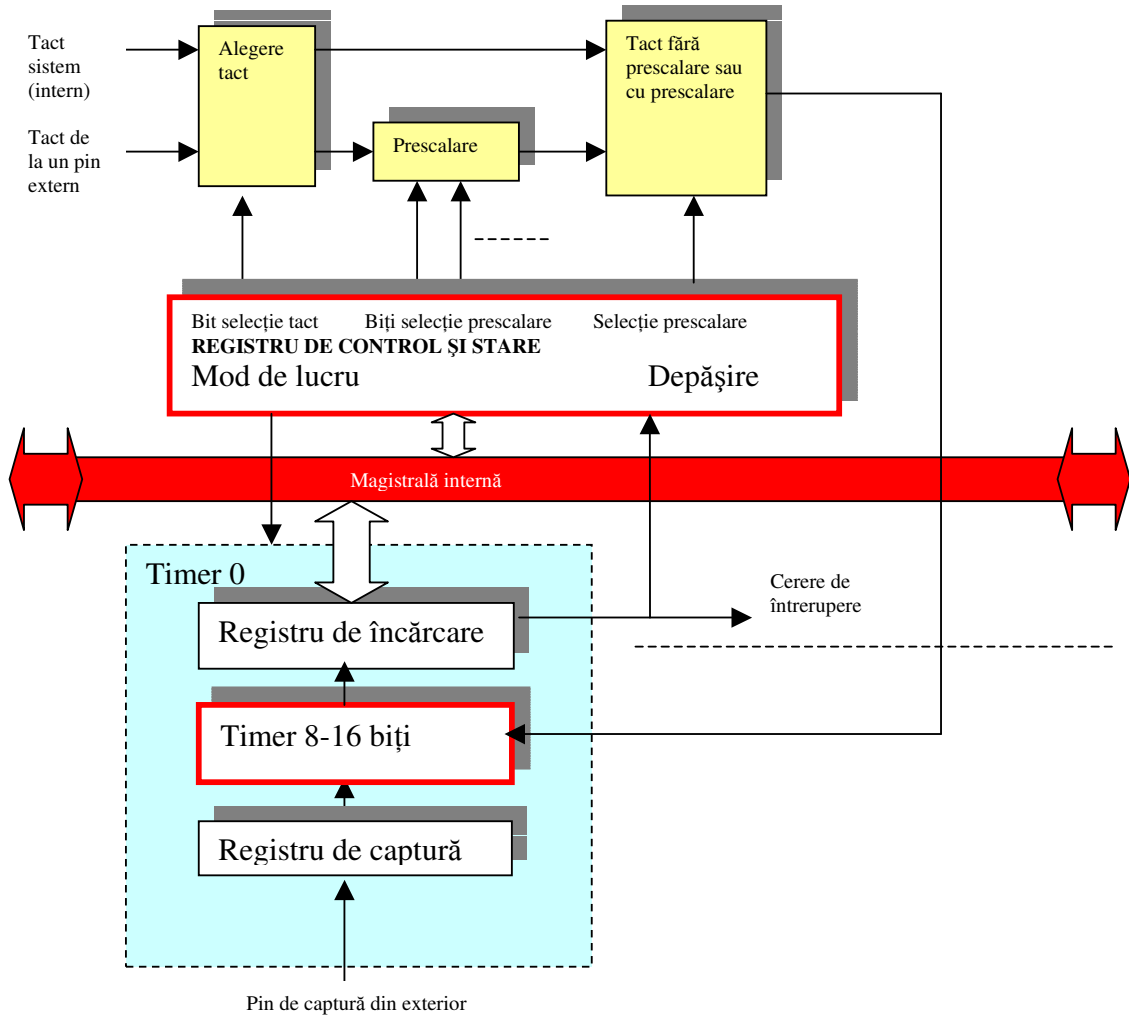 Tact
sistem
(intern)
Tact de
la un pin
extern
Alegere
tact
Prescalare
Tact fără
prescalare sau
cu prescalare
Bit selecție tact
Biți selecție prescalare
Selecție prescalare
REGISTRU DE CONTROL ŞI STARE
Mod de lucru
Depăşire
Magistrală internă
Timer 0
Registru de încărcare
Cerere de
întrerupere
Timer 8-16 biți
Registru de captură
Pin de captură din exterior